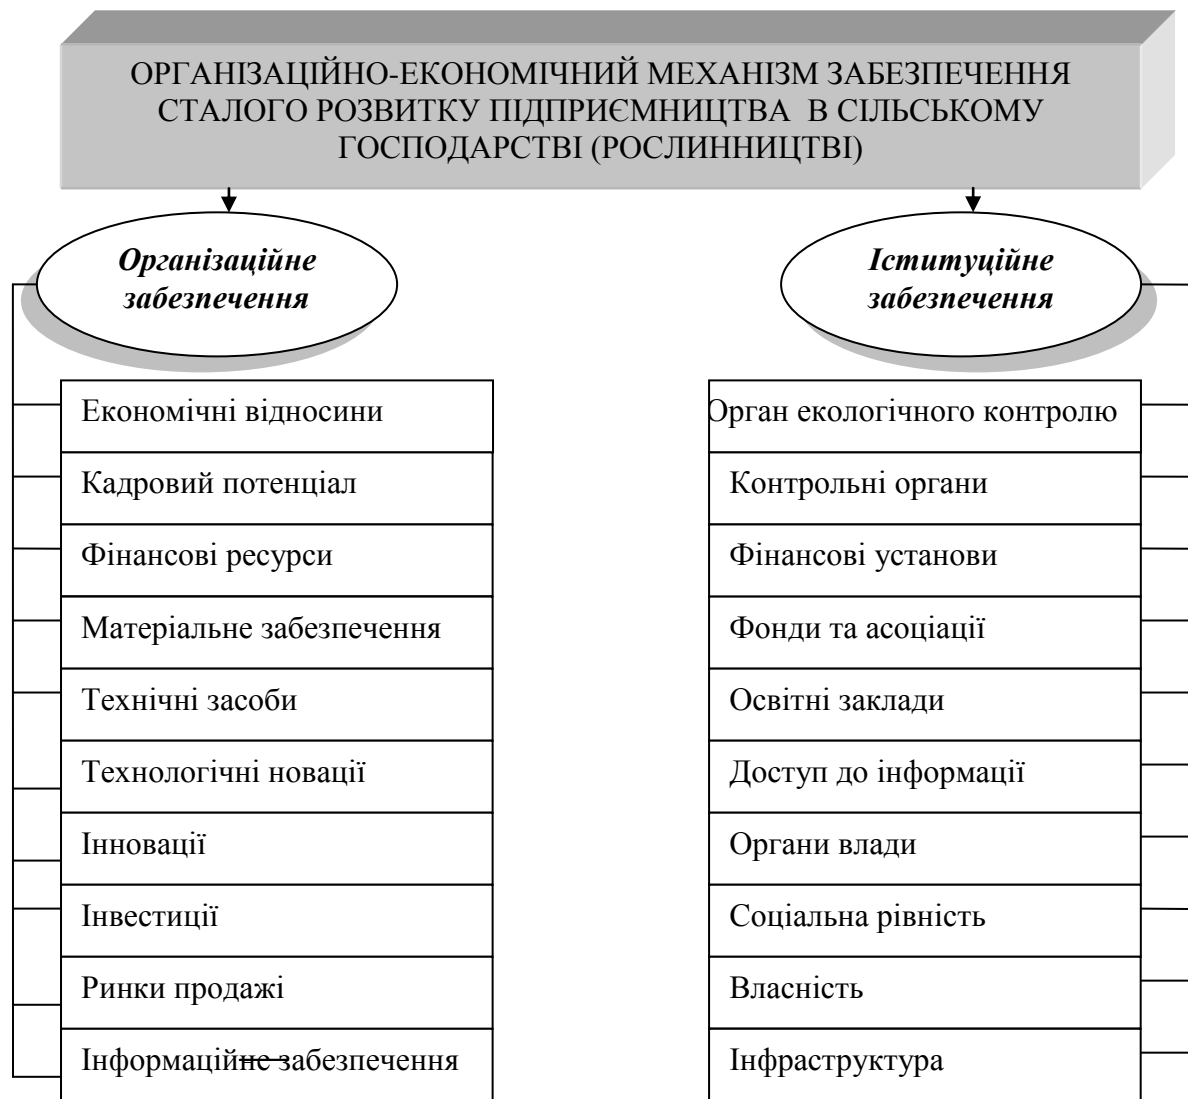 ОРГАНІЗАЦІЙНО-ЕКОНОМІЧНИЙ МЕХАНІЗМ ЗАБЕЗПЕЧЕННЯ
СТАЛОГО РОЗВИТКУ ПІДПРИЄМНИЦТВА В СІЛЬСЬКОМУ
ГОСПОДАРСТВІ (РОСЛИННИЦТВІ)
Організаційне
забезпечення
Економічні відносини
Кадровий потенціал
Фінансові ресурси
Матеріальне забезпечення
Технічні засоби
Технологічні новації
Інновації
Інвестиції
Ринки продажі
Інформаційне забезпечення
Іституційне
забезпечення
Орган екологічного контролю
Контрольні органи
Фінансові установи
Фонди та асоціації
Освітні заклади
Доступ до інформації
Органи влади
Соціальна рівність
Власність
Інфраструктура